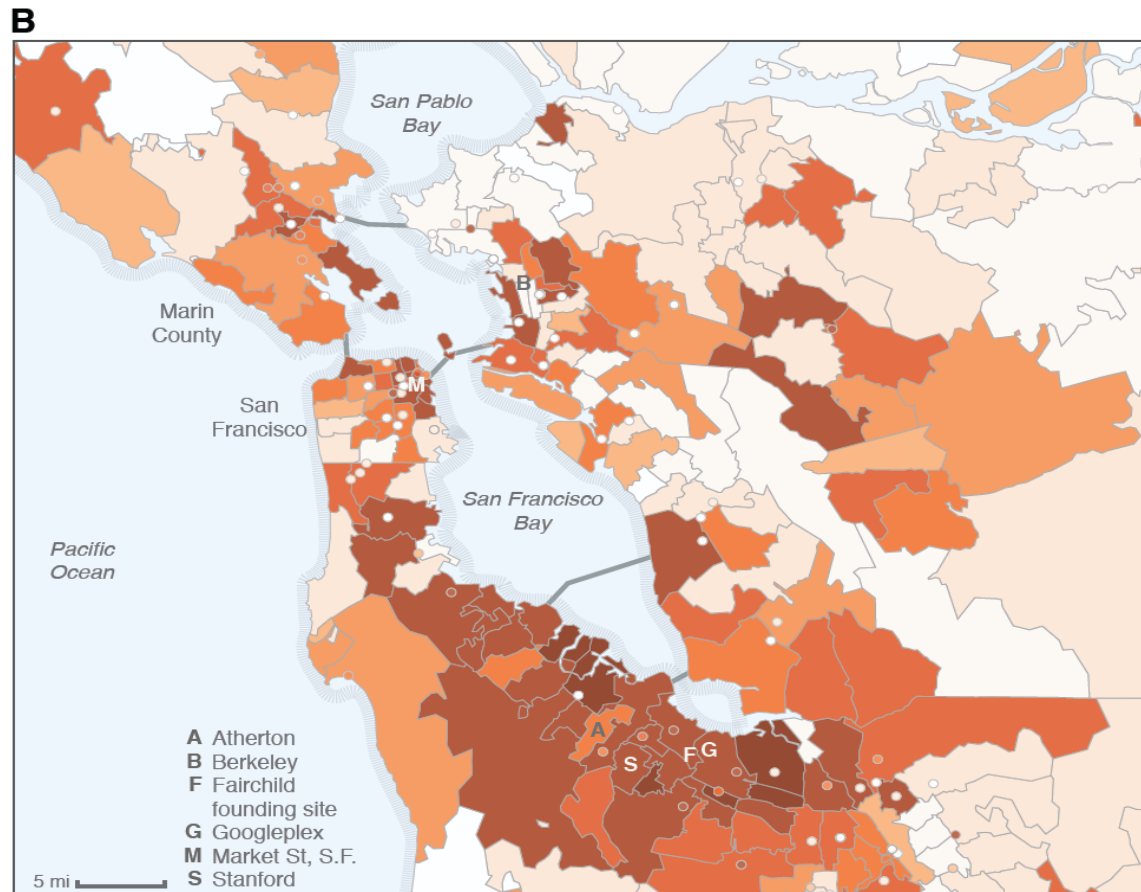 B
San Pablo
Bay
B
Marin
County
M
San
Francisco
San Francisco
Bay
Pacific
Ocean
A
F G
S
A Atherton
B Berkeley
F Fairchild
founding site
G Googleplex
M Market St, S.F.
S Stanford
5 mi